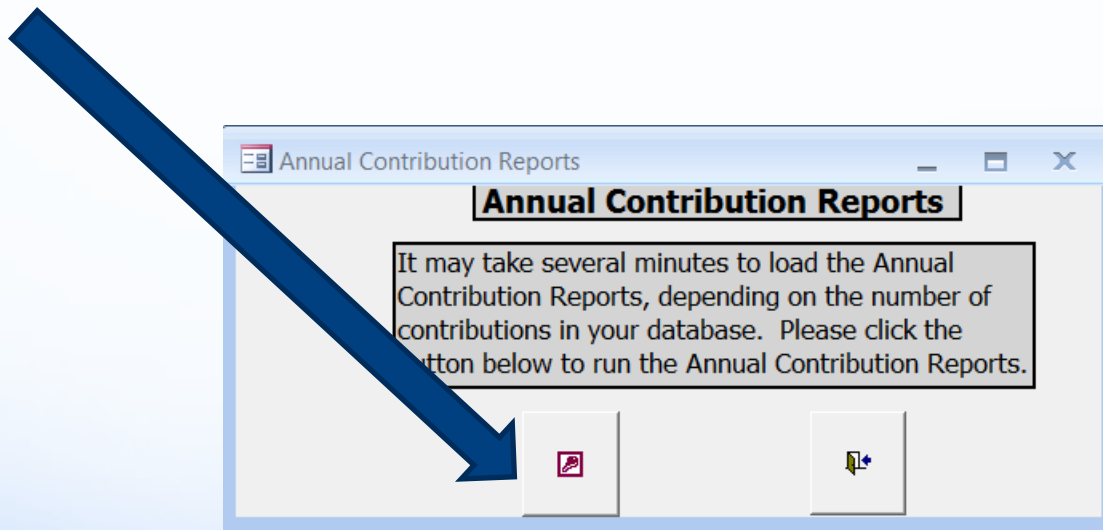 Annual Contribution Reports
Annual Contribution Reports
It may take several minutes to load the Annual
Contribution Reports, depending on the number of
contributions in your database.  Please click the
below to run the Annual Contribution Reports.